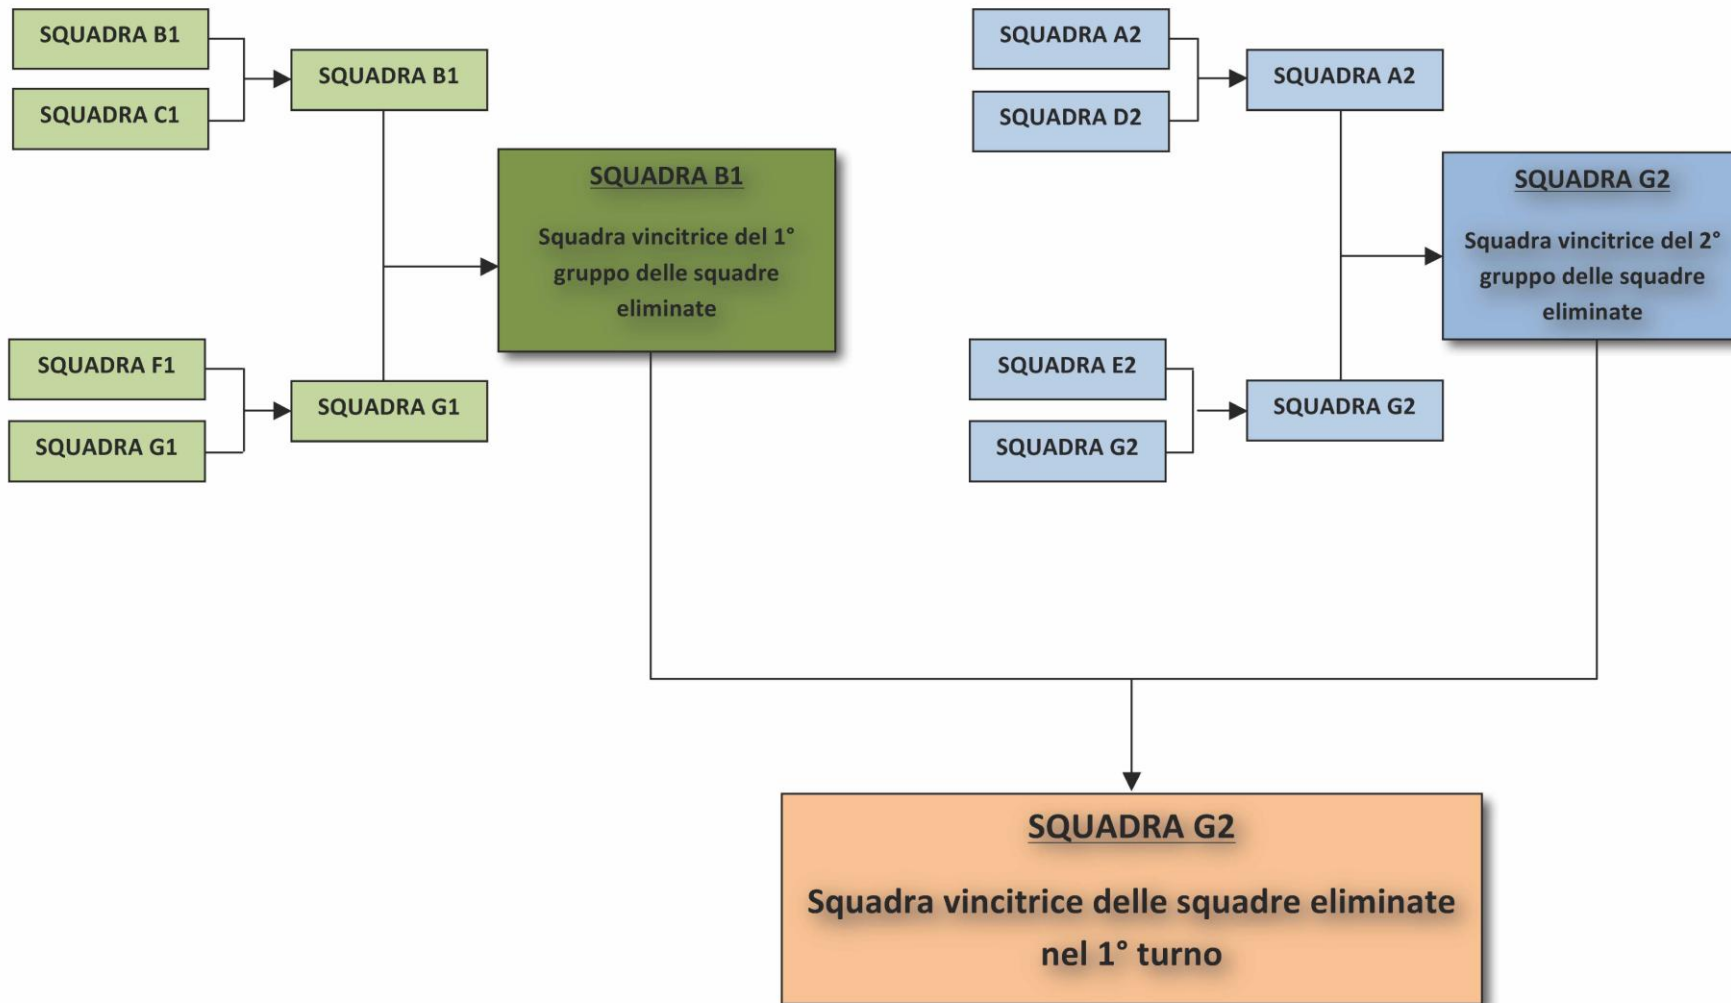 SQUADRA B1
SQUADRA C1
SQUADRA B1
SQUADRA F1
SQUADRA G1
SQUADRA G1
SQUADRA B1
Squadra vincitrice del 1°
gruppo delle squadre
eliminate
SQUADRA A2
SQUADRA D2
SQUADRA A2
SQUADRA E2
SQUADRA G2
SQUADRA G2
SQUADRA G2
Squadra vincitrice del 2°
gruppo delle squadre
eliminate
SQUADRA G2
Squadra vincitrice delle squadre eliminate
nel 1° turno